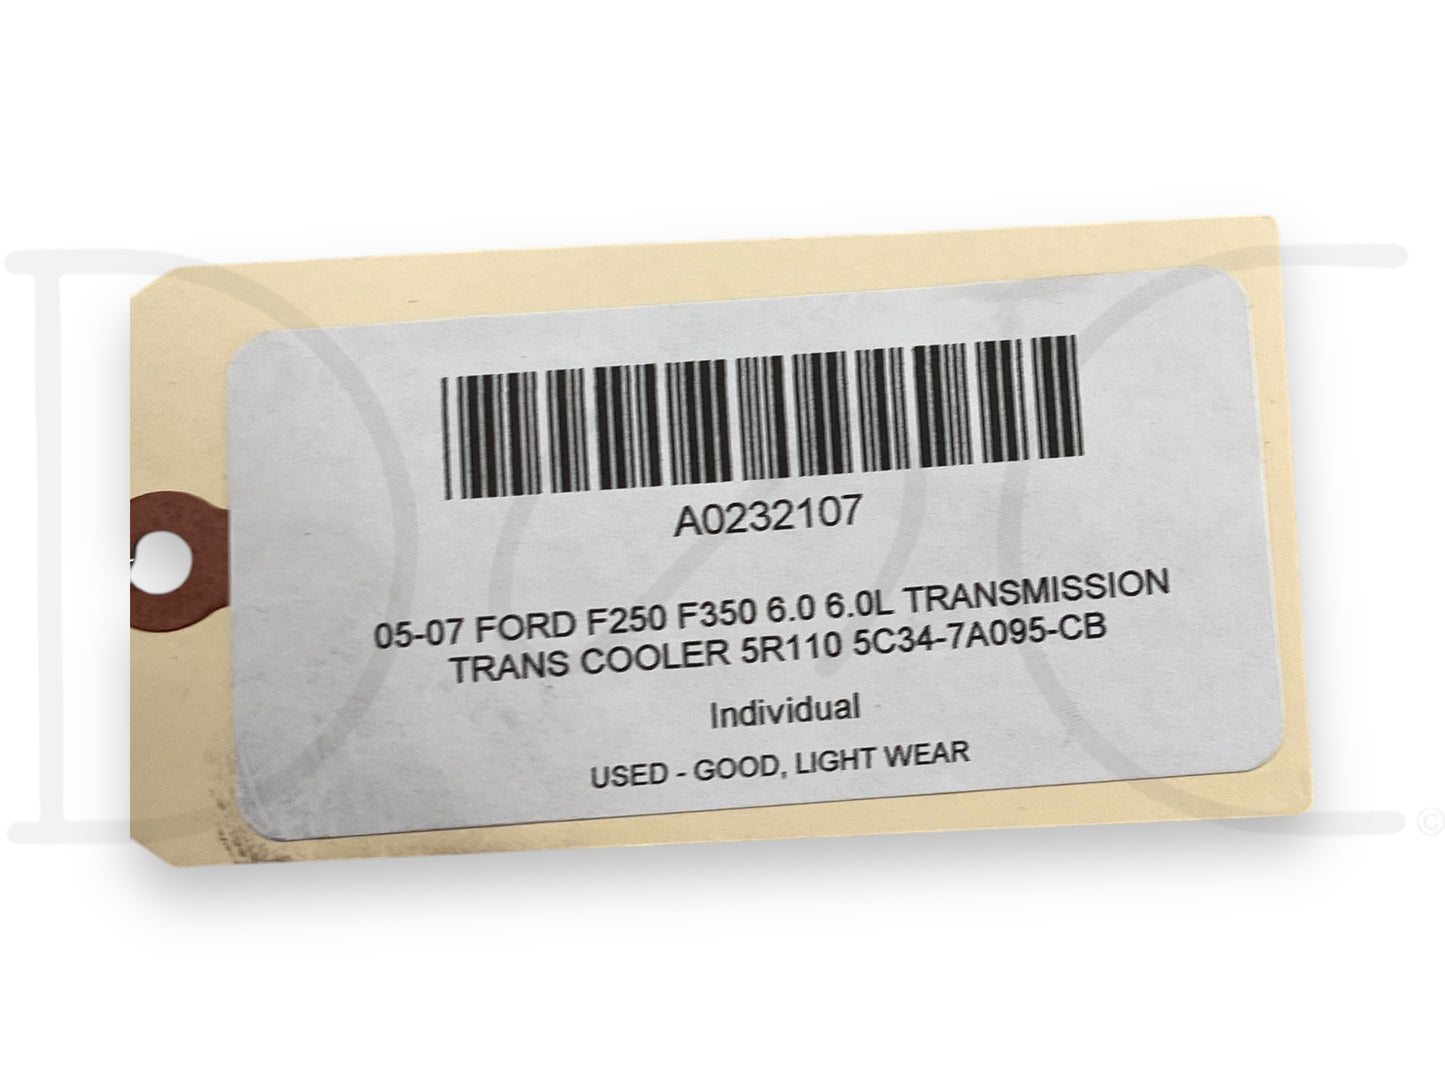 A0232107
05-07 FORD F250 F350 6.0 6.0L TRANSMISSION
TRANS COOLER 5R110 5C34-7A095-CB
Individual
USED - GOOD, LIGHT WEAR